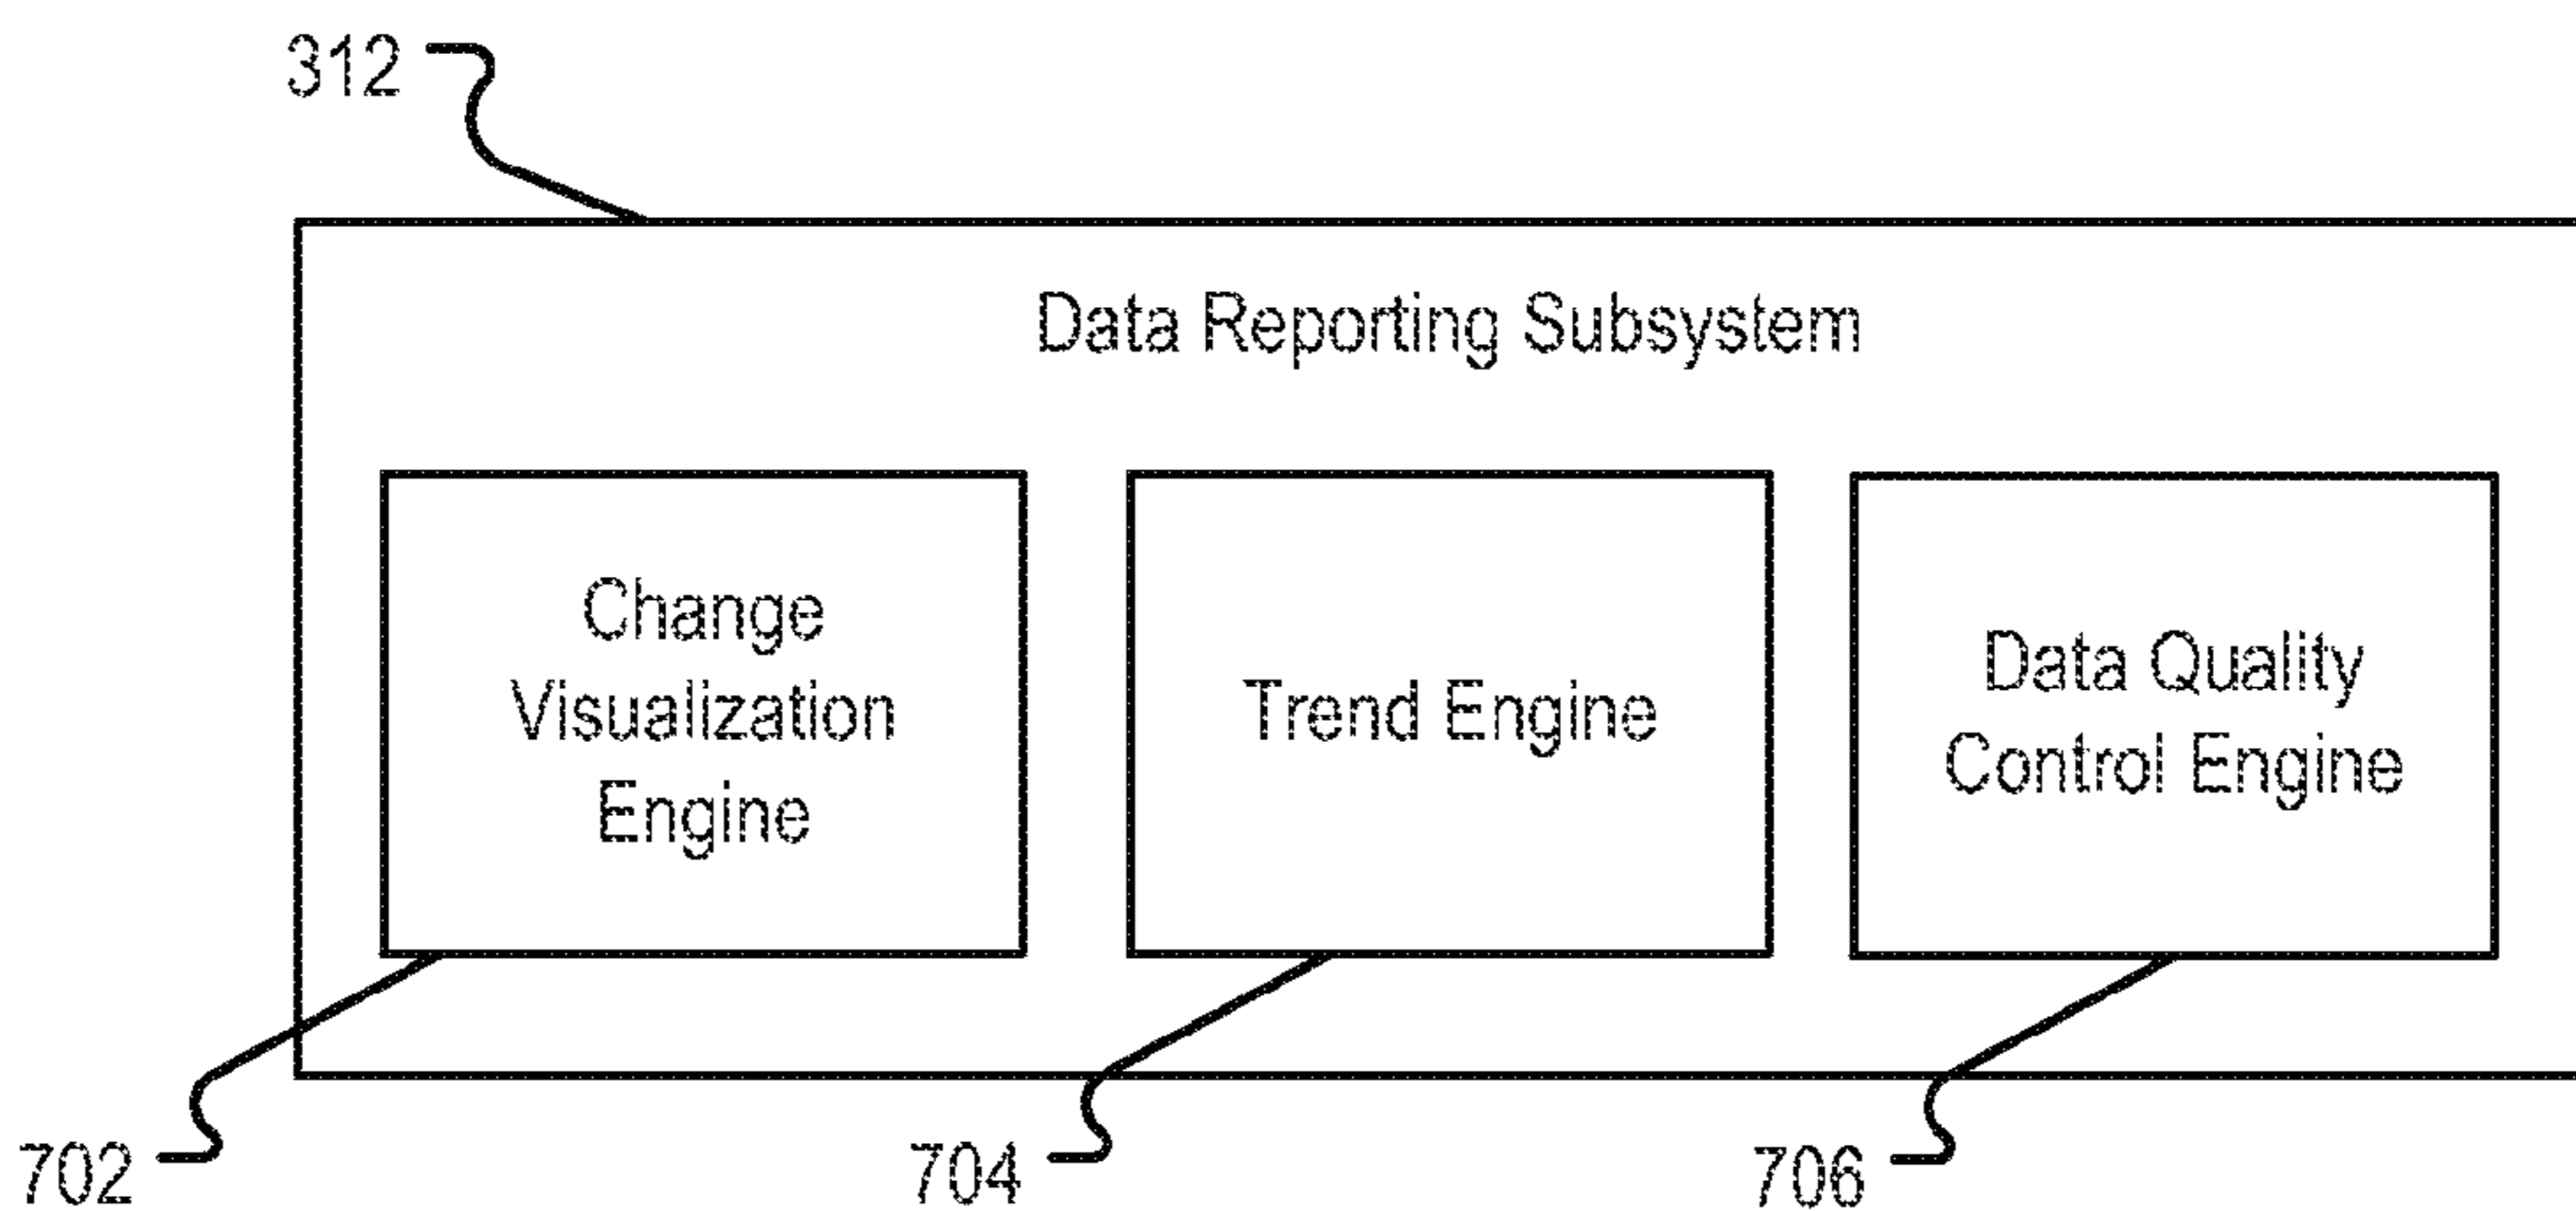 312
Data Reporting Subsystem
Change
Visualization
Engine
Trend Engine
Data Quality
Control Engine
702
704
706